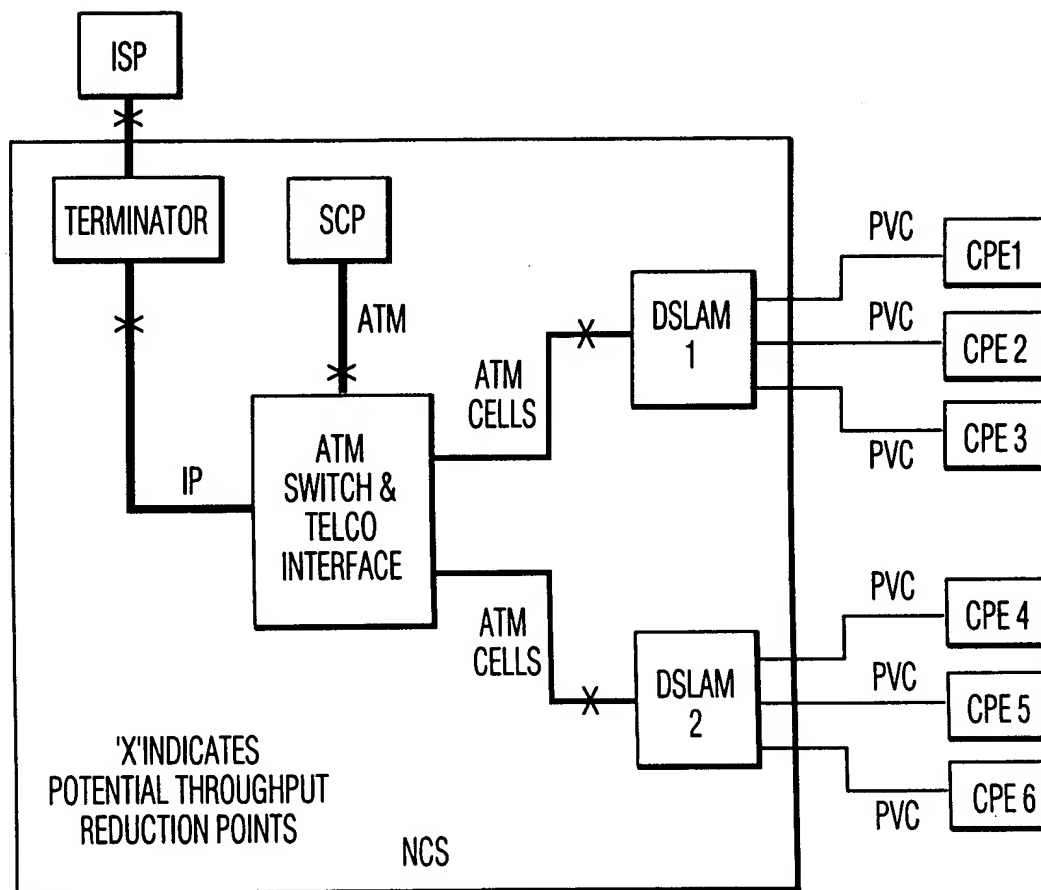 ISP
TERMINATOR
SCP
ATM
IP
ATM
SWITCH &
TELCO
INTERFACE
ATM
CELLS
ATM
CELLS
DSLAM
1
DSLAM
2
PVC
CPE1
PVC
CPE 2
PVC
CPE 3
PVC
CPE 4
PVC
CPE 5
PVC
CPE 6
'X'INDICATES
POTENTIAL THROUGHPUT
REDUCTION POINTS
NCS